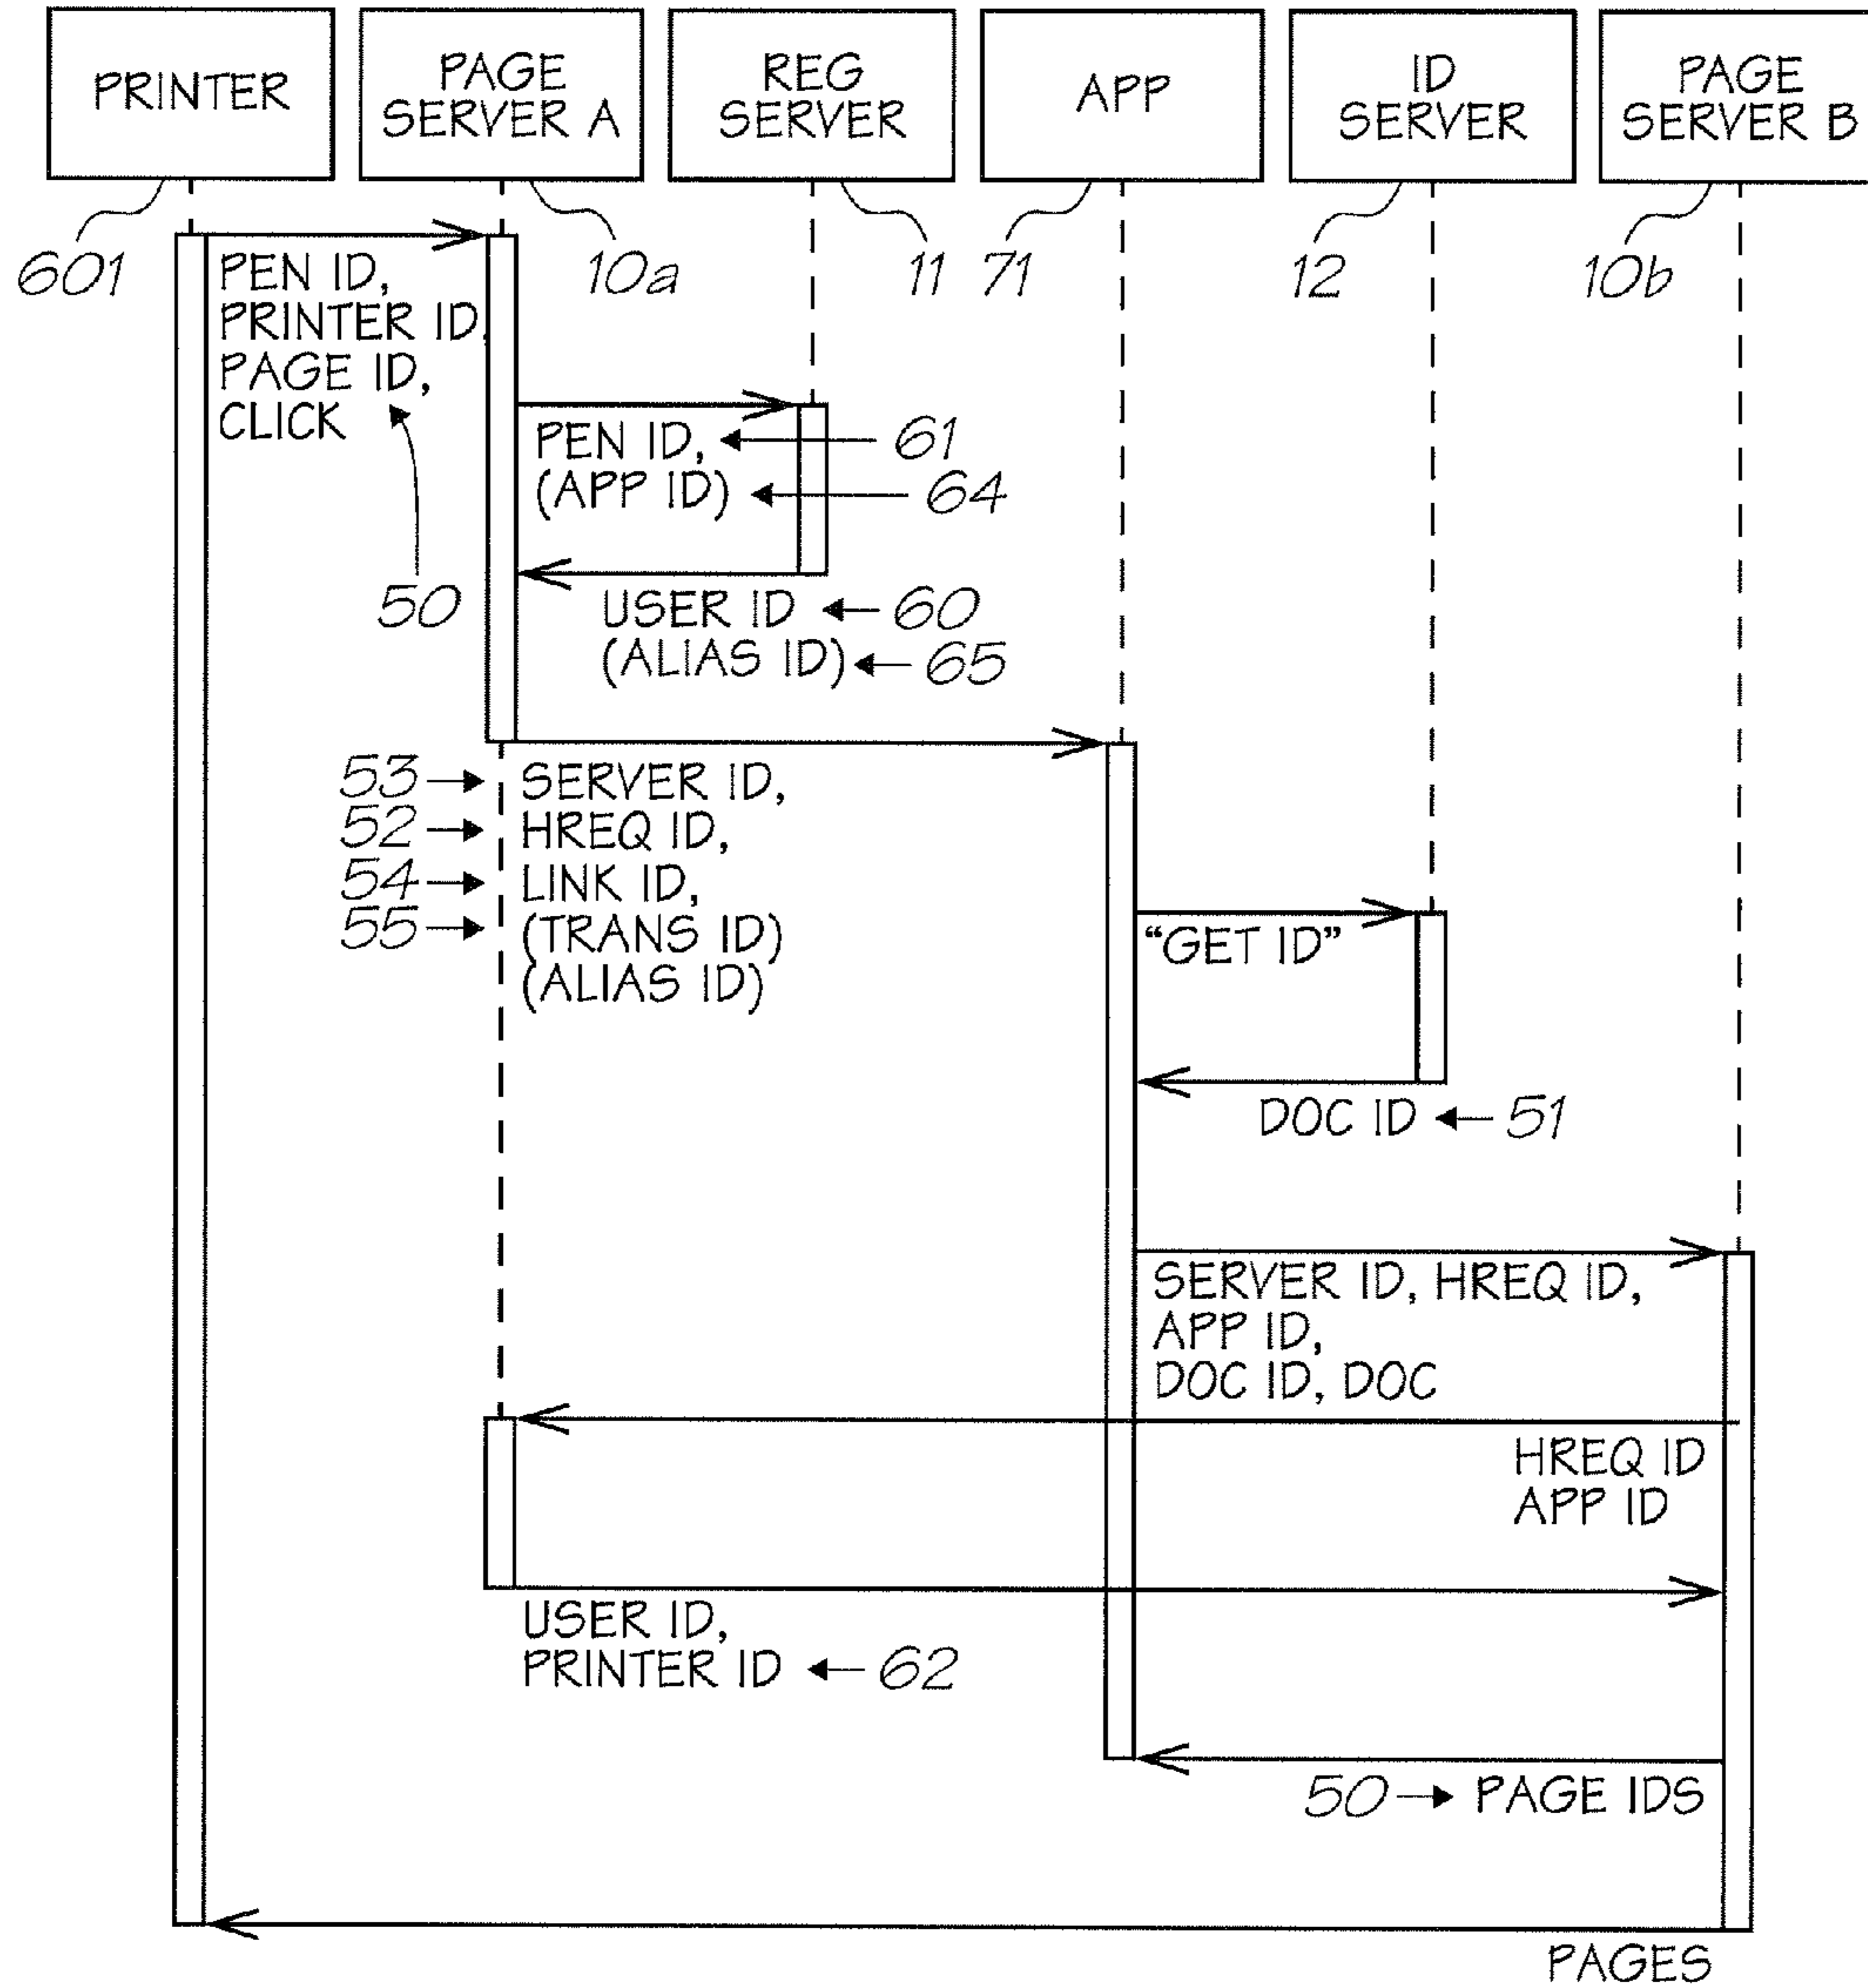 PRINTER
PAGE
SERVER A
REG
SERVER
APP
ID
SERVER
PAGE
SERVER B
601
10a
11
71
12
10b
PEN ID,
PRINTER ID,
PAGE ID,
CLICK
50
PEN ID,
61
(APP ID)
64
USER ID
60
(ALIAS ID)
65
53
SERVER ID,
52
HREQ ID,
54
LINK ID,
55
(TRANS ID)
(ALIAS ID)
“GET ID”
DOC ID
51
SERVER ID, HREQ ID,
APP ID,
DOC ID, DOC
HREQ ID
APP ID
USER ID,
PRINTER ID
62
50
PAGE IDS
PAGES